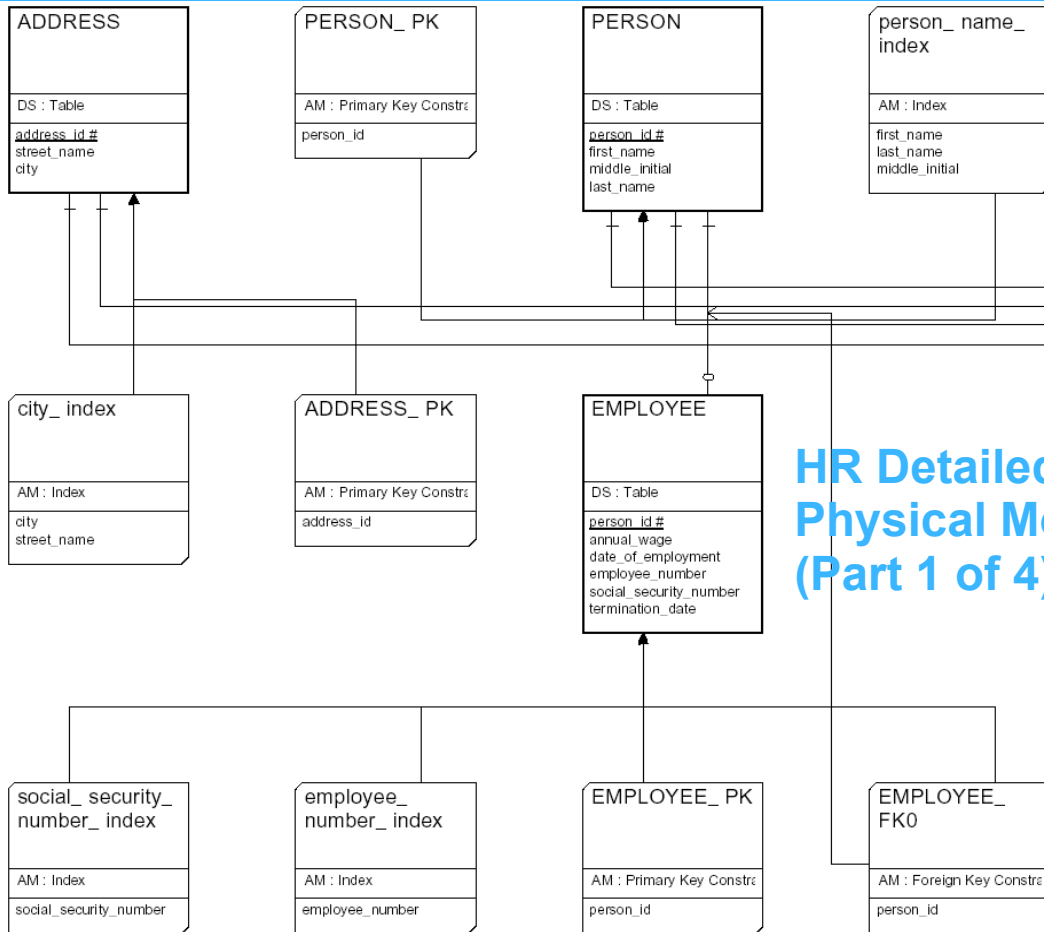 ADDRESS
DS : Table
address_id #
street_name
city
PERSON_ PK
AM : Primary Key Constra
person_id
PERSON
DS : Table
person_id #
first_name
middle_initial
last_name
person_ name_
index
AM : Index
first_name
last_name
middle_initial
city_ index
AM : Index
city
street_name
ADDRESS_ PK
AM : Primary Key Constra
address_id
EMPLOYEE
DS : Table
person_id #
annual_wage
date_of_employment
employee_number
social_security_number
termination_date
HR Detailed
Physical Mo
(Part 1 of 4)
social_ security_
number_ index
AM : Index
social_security_number
employee_
number_ index
AM : Index
employee_number
EMPLOYEE_ PK
AM : Primary Key Constra
person_id
EMPLOYEE_
FK0
AM : Foreign Key Constra
person_id